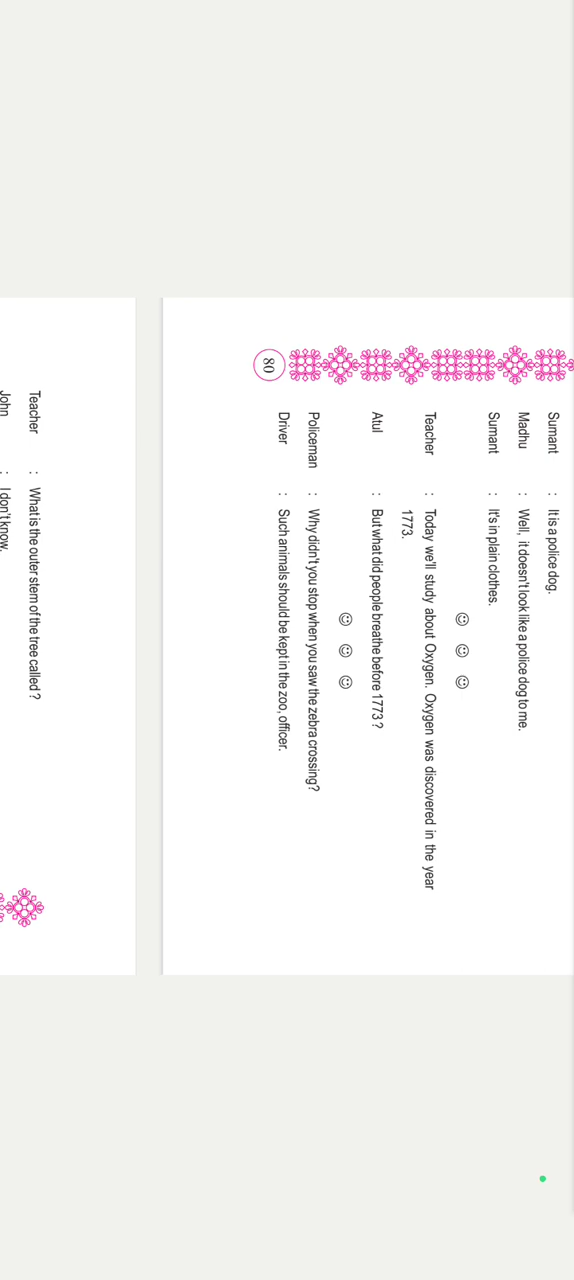 Sumant : It is a police dog.
Madhu : Well, it doesn't look like a police dog to me.
Sumant : It's in plain clothes.
Teacher : Today we'll study about Oxygen. Oxygen was discovered in the year
1773.
Atul : But what did people breathe before 1773 ?
Policeman : Why didn't you stop when you saw the zebra crossing?
Driver : Such animals should be kept in the zoo, officer.
80
Teacher : What is the outer stem of the tree called ?
John : I don't know.